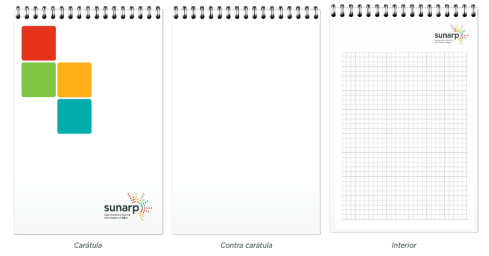 sunarp
sunarp
Carátula
Contra carátula
Interior